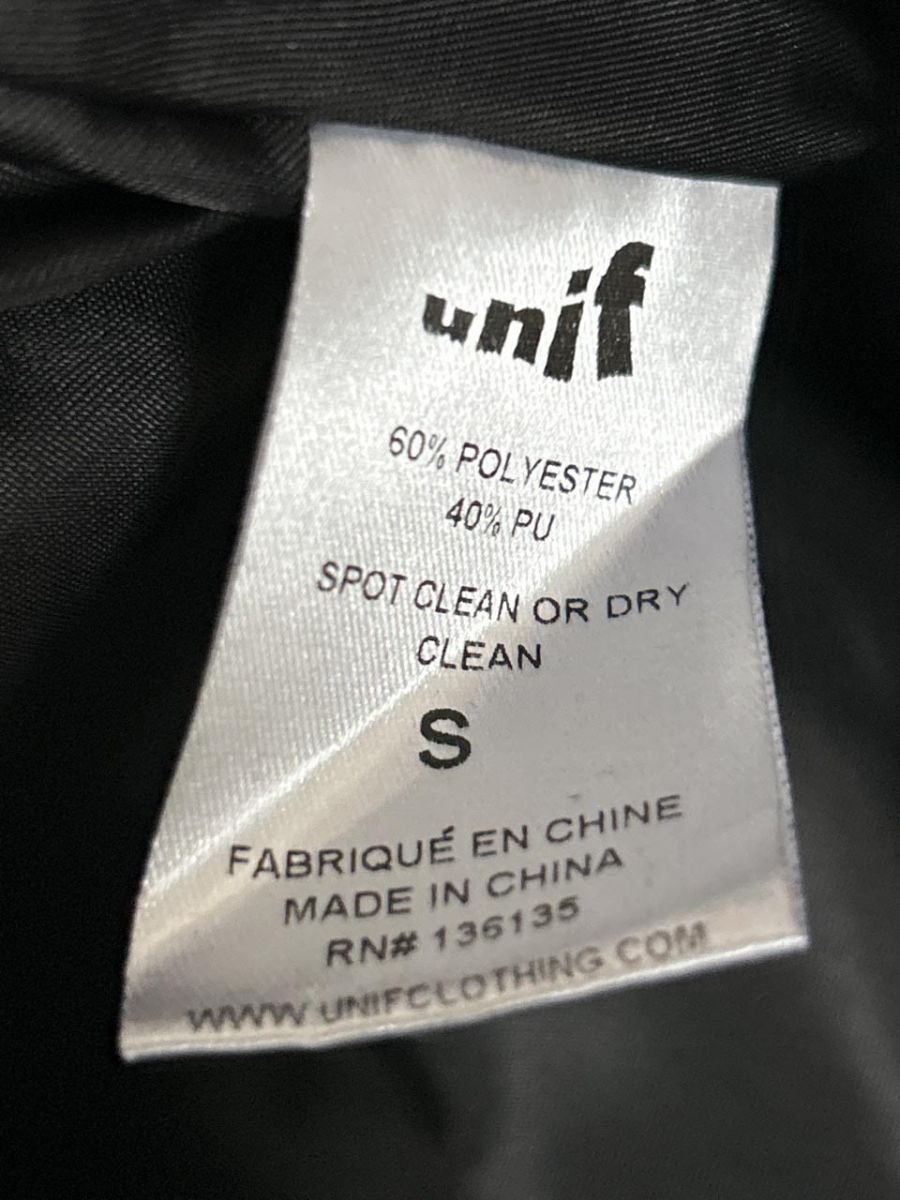 unif
60% POLYESTER
40% PU
SPOT CLEAN OR DRY
CLEAN
S
FABRIQUÉ EN CHINE
MADE IN CHINA
RN# 136135
WWW.UNIFCLOTHING.COM